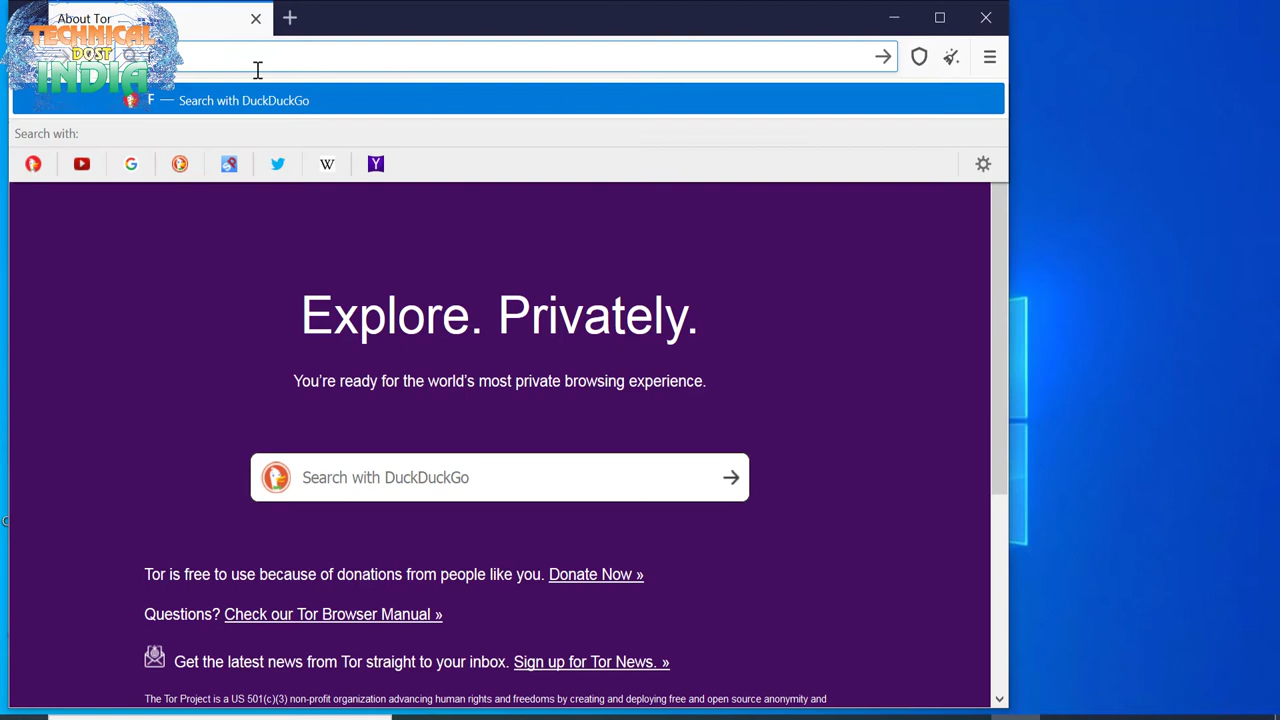 About Tor
TECHNICAL
DOST
INDIA
F — Search with DuckDuckGo
Search with:
G
W
Y
Explore. Privately.
You're ready for the world's most private browsing experience.
Search with DuckDuckGo
Tor is free to use because of donations from people like you. Donate Now »
Questions? Check our Tor Browser Manual »
Get the latest news from Tor straight to your inbox. Sign up for Tor News. »
The Tor Project is a US 501(c)(3) non-profit organization advancing human rights and freedoms by creating and deploying free and open source anonymity and